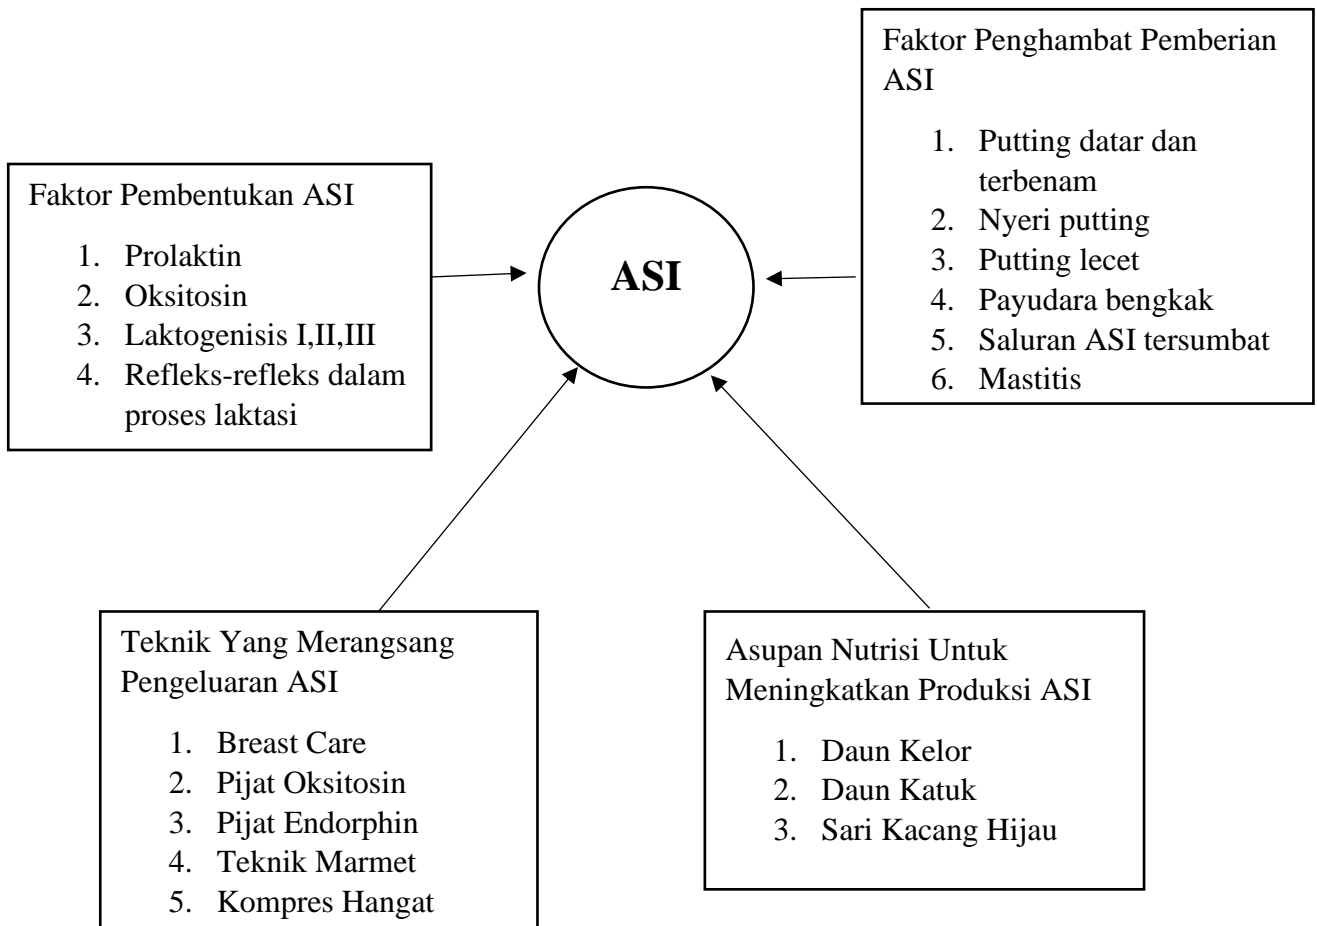 Faktor Penghambat Pemberian
ASI
1. Putting datar dan
terbenam
2. Nyeri putting
3. Putting lecet
4. Payudara bengkak
5. Saluran ASI tersumbat
6. Mastitis
Faktor Pembentukan ASI
1. Prolaktin
2. Oksitosin
3. Laktogenisis I,II,III
4. Refleks-refleks dalam
proses laktasi
ASI
Teknik Yang Merangsang
Pengeluaran ASI
1. Breast Care
2. Pijat Oksitosin
3. Pijat Endorphin
4. Teknik Marmet
5. Kompres Hangat
Asupan Nutrisi Untuk
Meningkatkan Produksi ASI
1. Daun Kelor
2. Daun Katuk
3. Sari Kacang Hijau